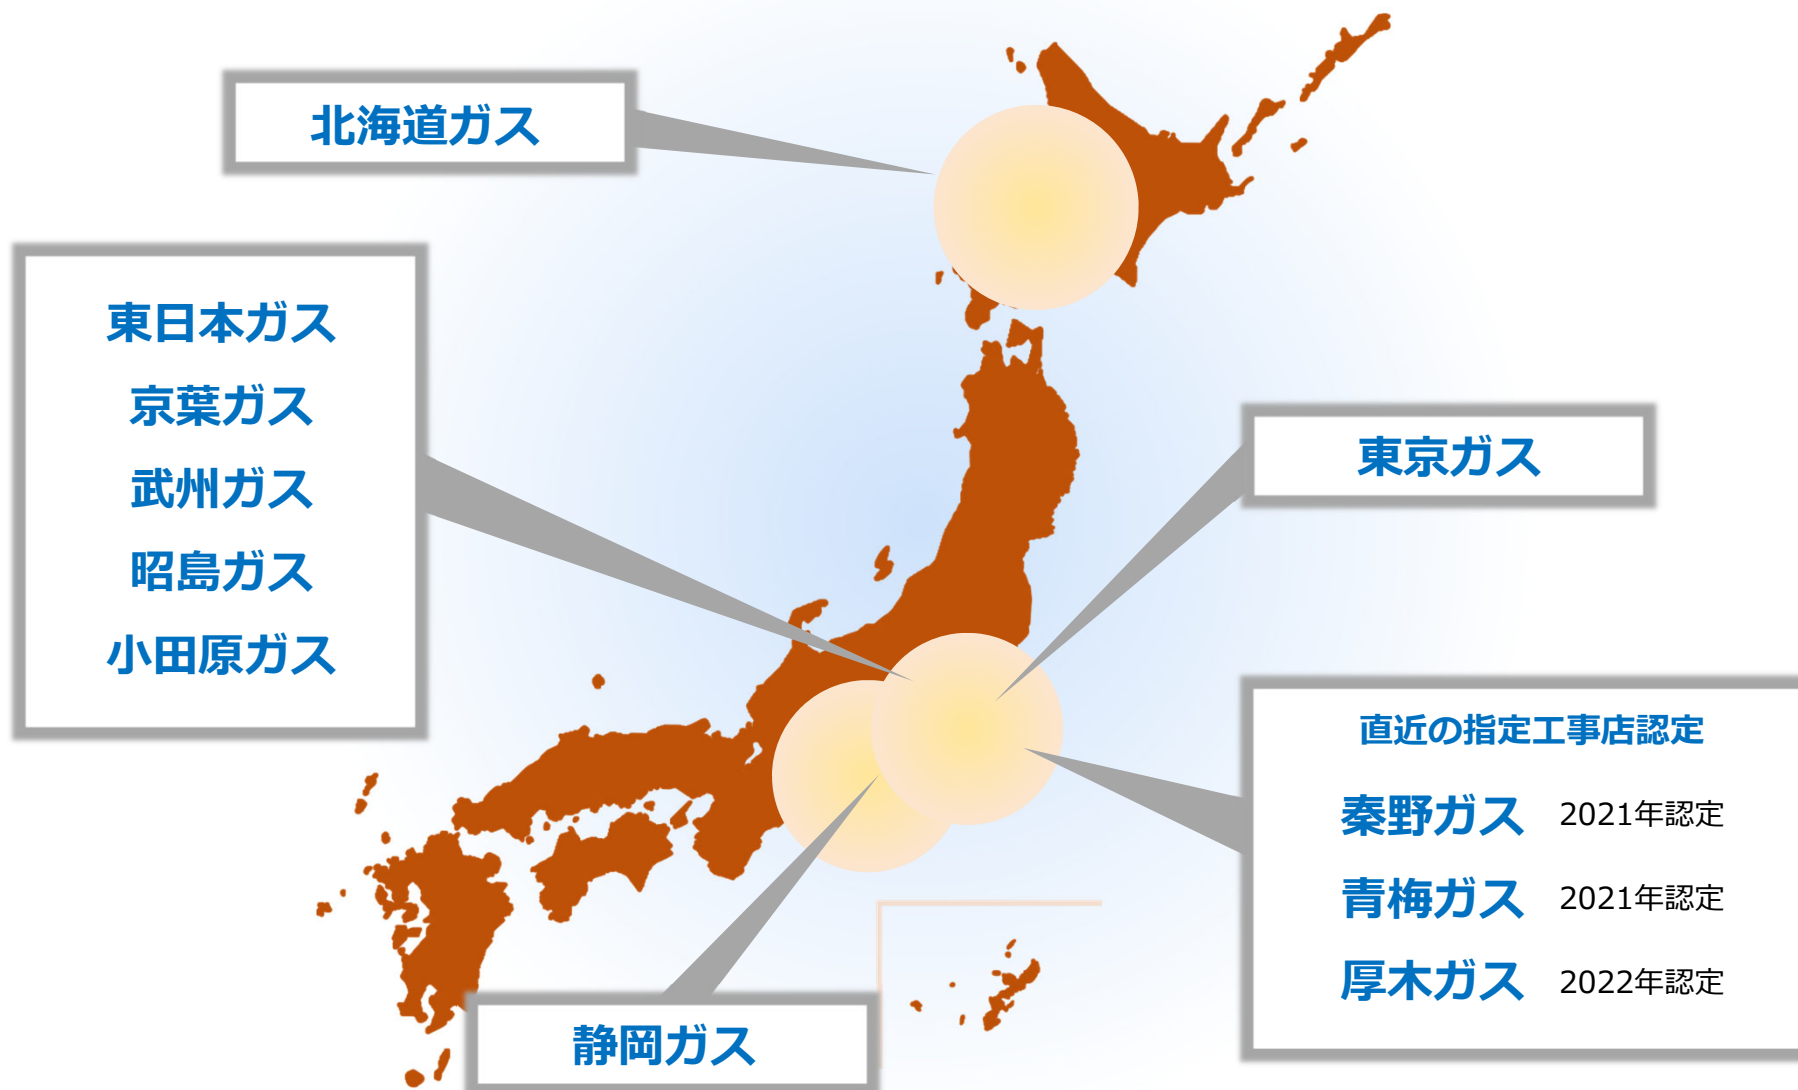 北海道ガス
東日本ガス
京葉ガス
武州ガス
昭島ガス
小田原ガス
東京ガス
直近の指定工事店認定
秦野ガス 2021年認定
青梅ガス 2021年認定
厚木ガス 2022年認定
静岡ガス